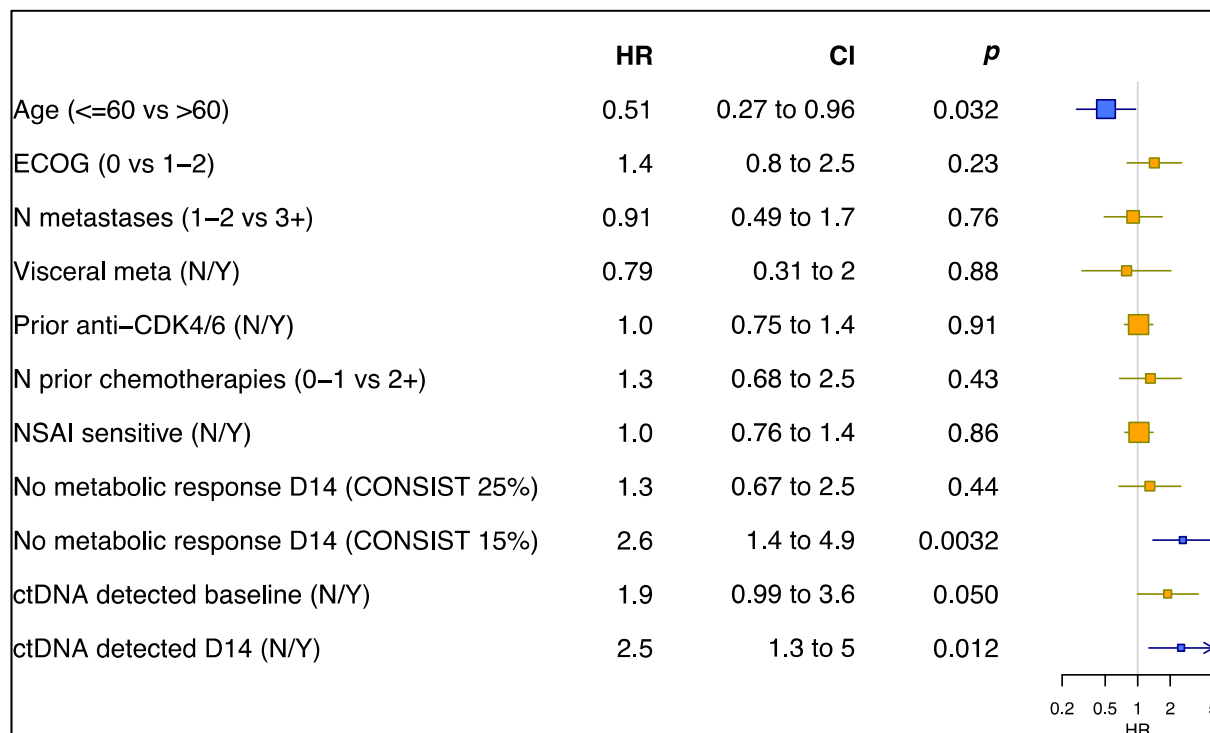 HR CI p
Age (<=60 vs >60) 0.51 0.27 to 0.96 0.032
ECOG (0 vs 1−2) 1.4 0.8 to 2.5 0.23
N metastases (1−2 vs 3+) 0.91 0.49 to 1.7 0.76
Visceral meta (N/Y) 0.79 0.31 to 2 0.88
Prior anti−CDK4/6 (N/Y) 1.0 0.75 to 1.4 0.91
N prior chemotherapies (0−1 vs 2+) 1.3 0.68 to 2.5 0.43
NSAI sensitive (N/Y) 1.0 0.76 to 1.4 0.86
No metabolic response D14 (CONSIST 25%) 1.3 0.67 to 2.5 0.44
No metabolic response D14 (CONSIST 15%) 2.6 1.4 to 4.9 0.0032
ctDNA detected baseline (N/Y) 1.9 0.99 to 3.6 0.050
ctDNA detected D14 (N/Y) 2.5 1.3 to 5 0.012
0.2 0.5 1 2
HR